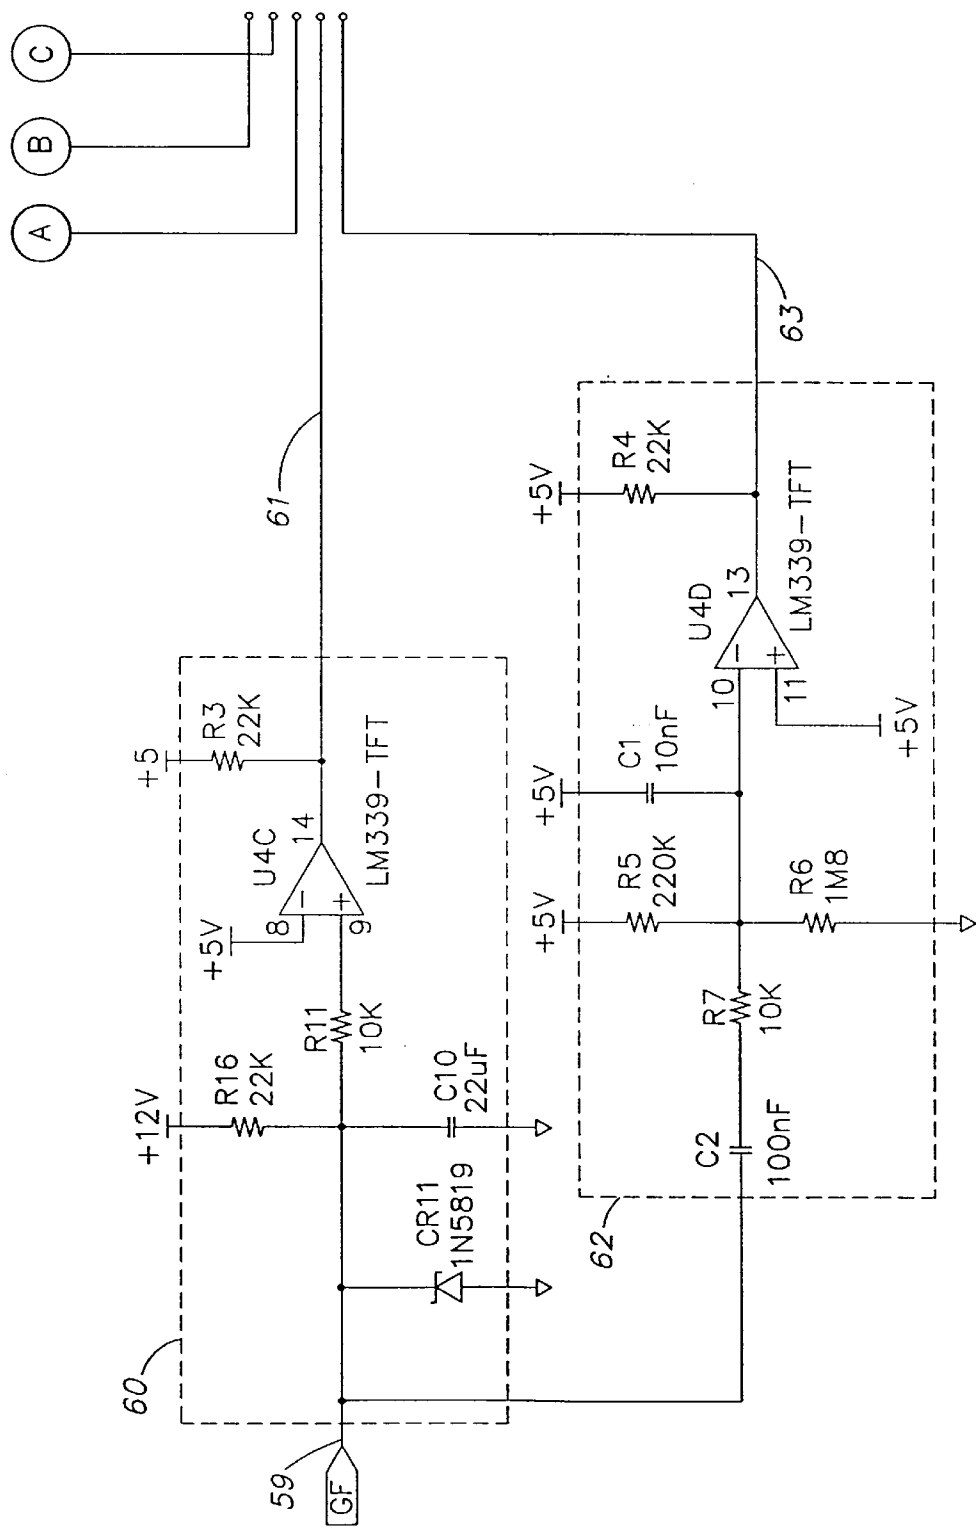 A
B
C
61
60
+12V
R16
22K
+5V
8
9
U4C
14
LM339-TFT
+5
R3
22K
R11
10K
C10
22uF
CR11
1N5819
59
GF
62
C2
100nF
R7
10K
+5V
R5
220K
R6
1M8
+5V
C1
10nF
10
11
+5V
U4D
13
LM339-TFT
+5V
R4
22K
63